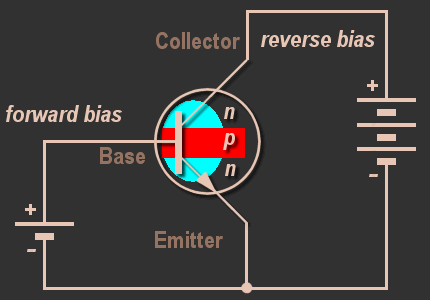 Collector
reverse bias
+
forward bias
n
p
n
Base
-
+
Emitter
-